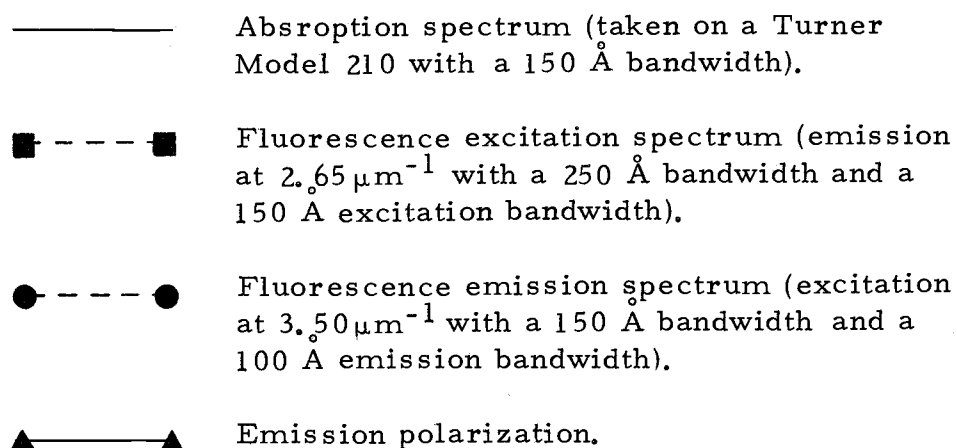 Absroption spectrum (taken on a Turner
Model 210 with a 150 Å bandwidth).
Fluorescence excitation spectrum (emission
at 2.65 μm⁻¹ with a 250 Å bandwidth and a
150 Å excitation bandwidth).
Fluorescence emission spectrum (excitation
at 3.50 μm⁻¹ with a 150 Å bandwidth and a
100 Å emission bandwidth).
Emission polarization.